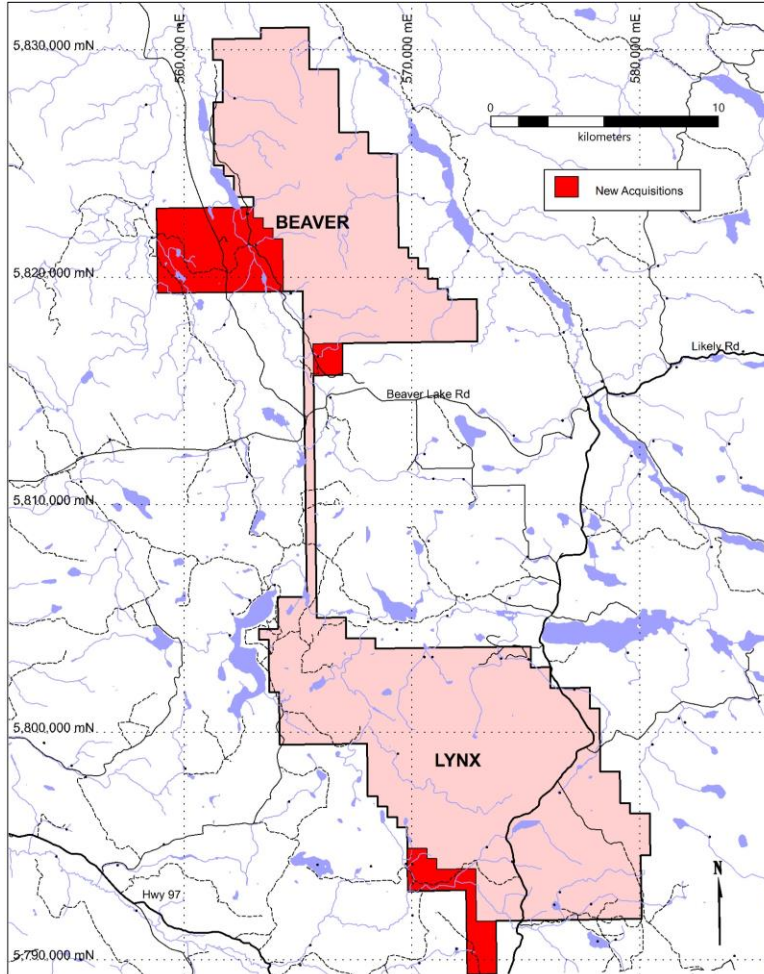 560,000 mE
570,000 mE
580,000 mE
5,830,000 mN
0 10
kilometers
New Acquisitions
BEAVER
5,820,000 mN
Likely Rd
Beaver Lake Rd
5,810,000 mN
5,800,000 mN
LYNX
N
Hwy 97
5,790,000 mN